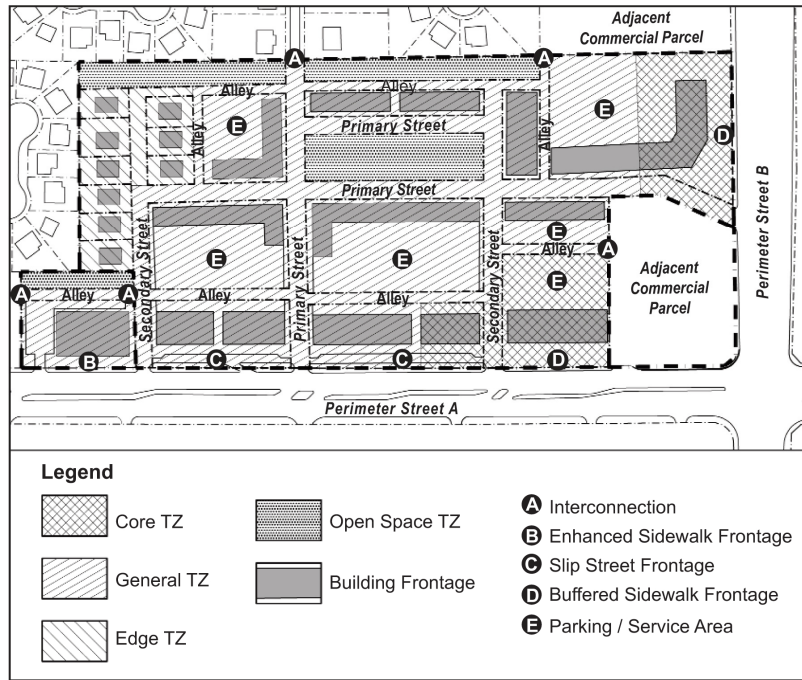 Adjacent
Commercial Parcel
A
A
Alley
Alley
Alley
Alley
E
E
Primary Street
D
Primary Street
Perimeter Street B
Secondary Street
Primary Street
Secondary Street
E
E
E
Alley
A
E
Adjacent
Commercial
Parcel
A
Alley
A
Alley
Alley
B
C
C
D
Perimeter Street A
Legend
Core TZ
General TZ
Edge TZ
Open Space TZ
Building Frontage
A Interconnection
B Enhanced Sidewalk Frontage
C Slip Street Frontage
D Buffered Sidewalk Frontage
E Parking / Service Area